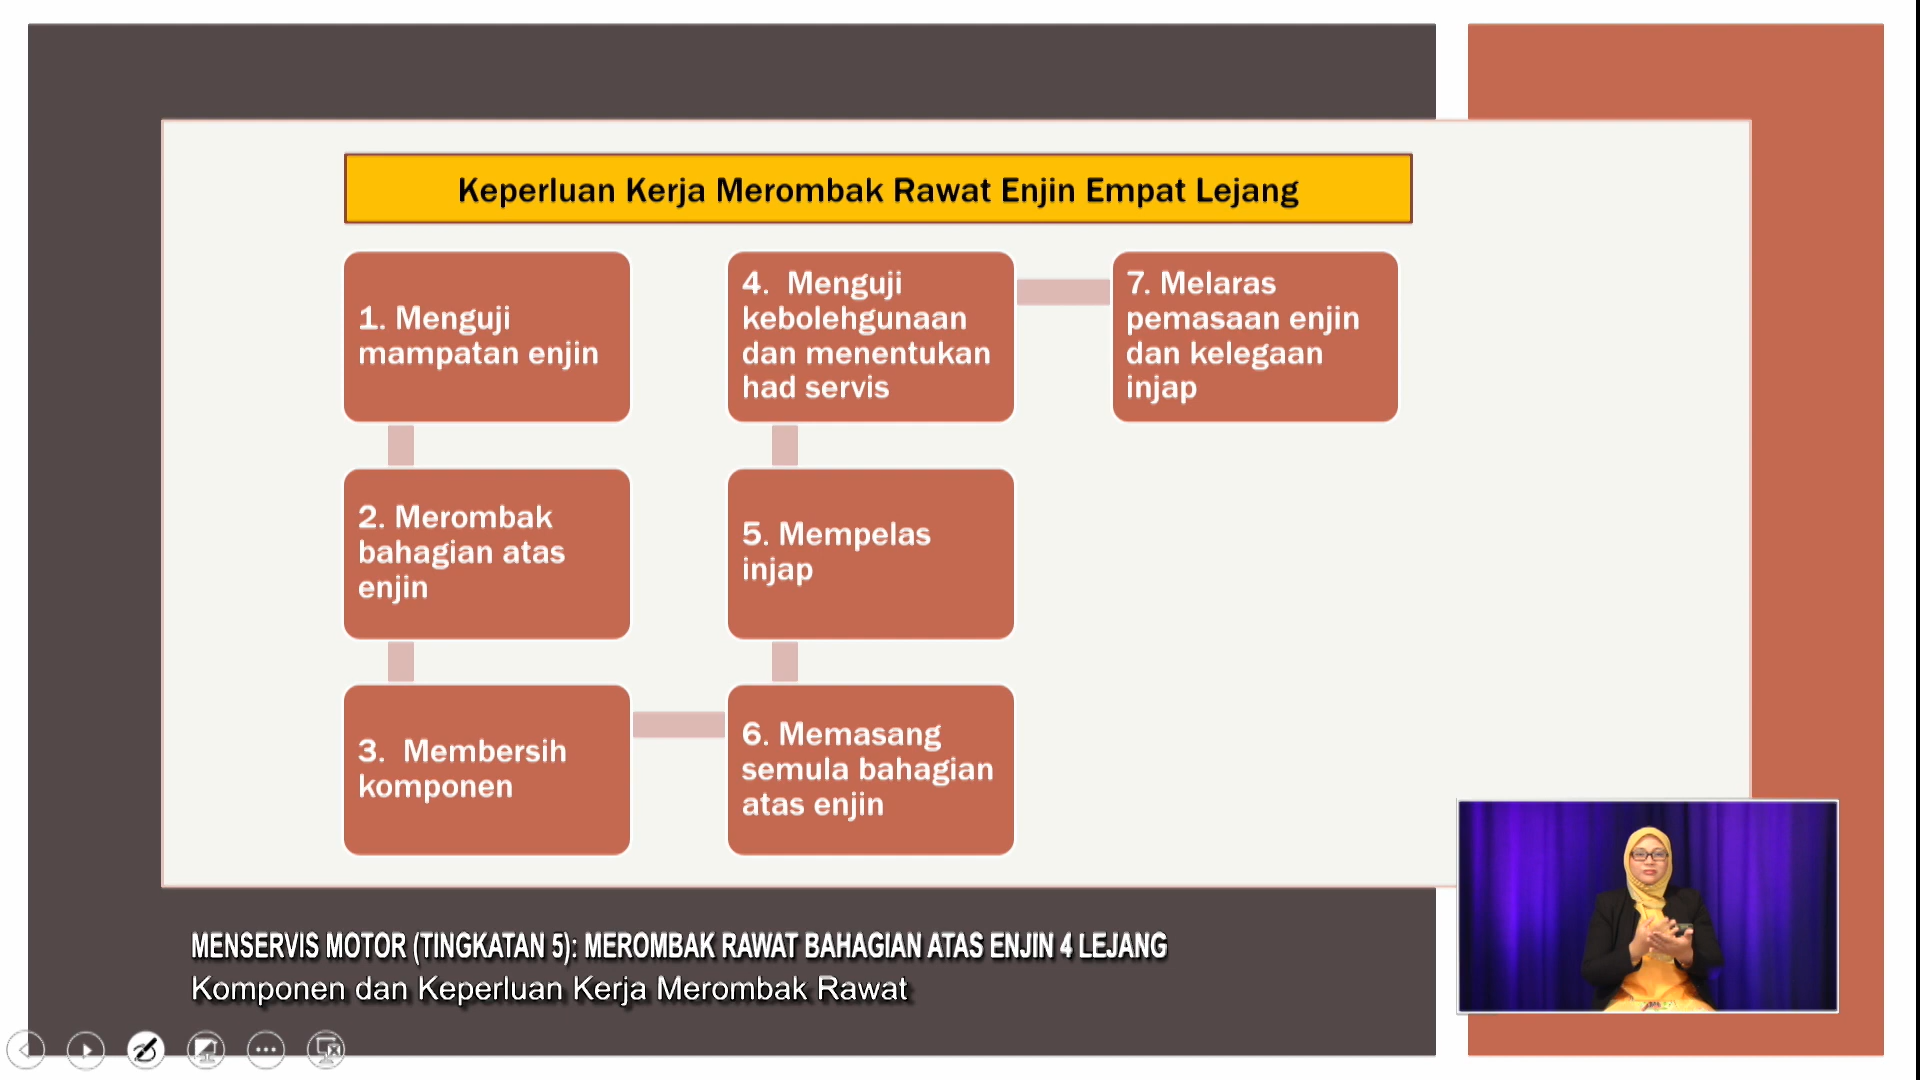 Keperluan Kerja Merombak Rawat Enjin Empat Lejang
1. Menguji
mampatan enjin
2. Merombak
bahagian atas
enjin
3.  Membersih
komponen
4.  Menguji
kebolehgunaan
dan menentukan
had servis
5. Mempelas
injap
6. Memasang
semula bahagian
atas enjin
7. Melaras
pemasaan enjin
dan kelegaan
injap
MENSERVIS MOTOR (TINGKATAN 5): MEROMBAK RAWAT BAHAGIAN ATAS ENJIN 4 LEJANG
Komponen dan Keperluan Kerja Merombak Rawat